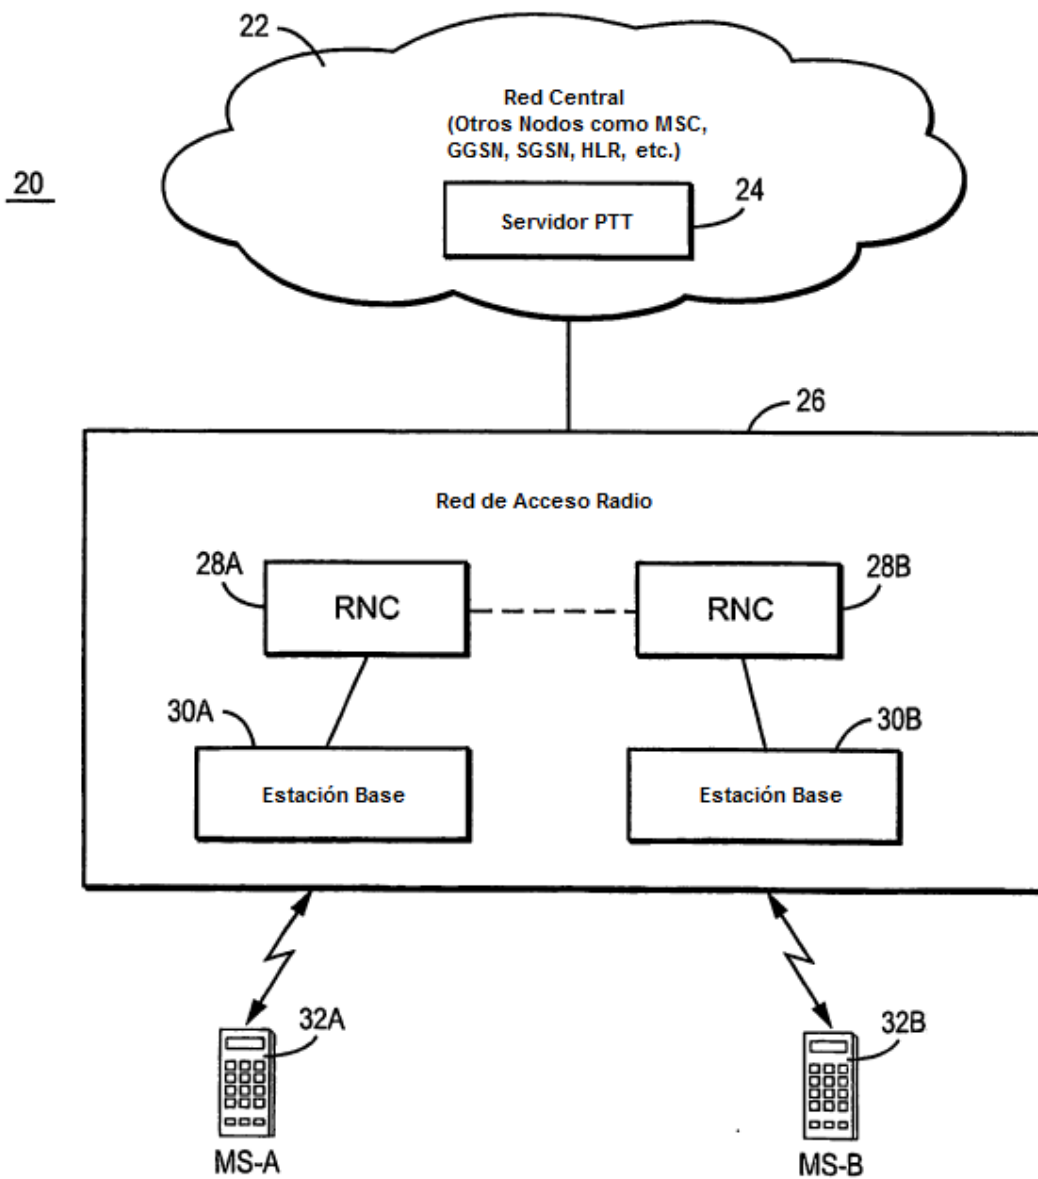 22
Red Central
(Otros Nodos como MSC,
GGSN, SGSN, HLR, etc.)
20
24
Servidor PTT
26
Red de Acceso Radio
28A
28B
RNC
RNC
30A
30B
Estación Base
Estación Base
32A
32B
MS-A
MS-B